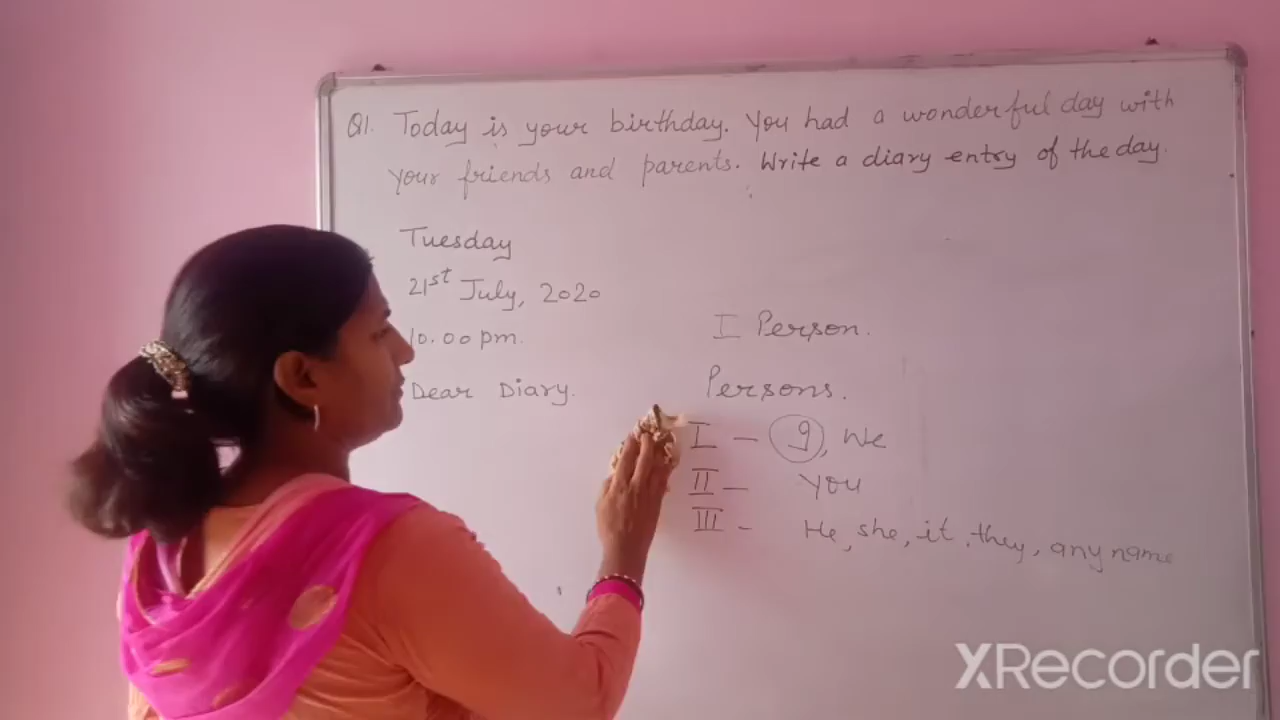 Q1. Today is your birthday. You had a wonderful day with
your friends and parents. Write a diary entry of the day.
Tuesday
21st July, 2020
10.00 pm.
Dear Diary.
I Person.
Persons.
I - I, We
II - You
III - He, she, it, they, any name
XRecorder